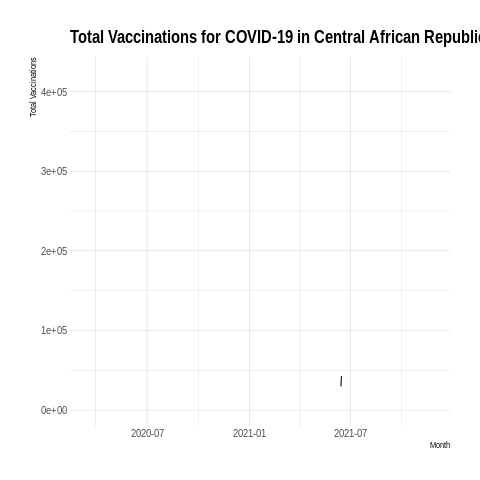 Total Vaccinations for COVID-19 in Central African Republi
Total Vaccinations
4e+05
3e+05
2e+05
1e+05
0e+00
2020-07 2021-01 2021-07
Month